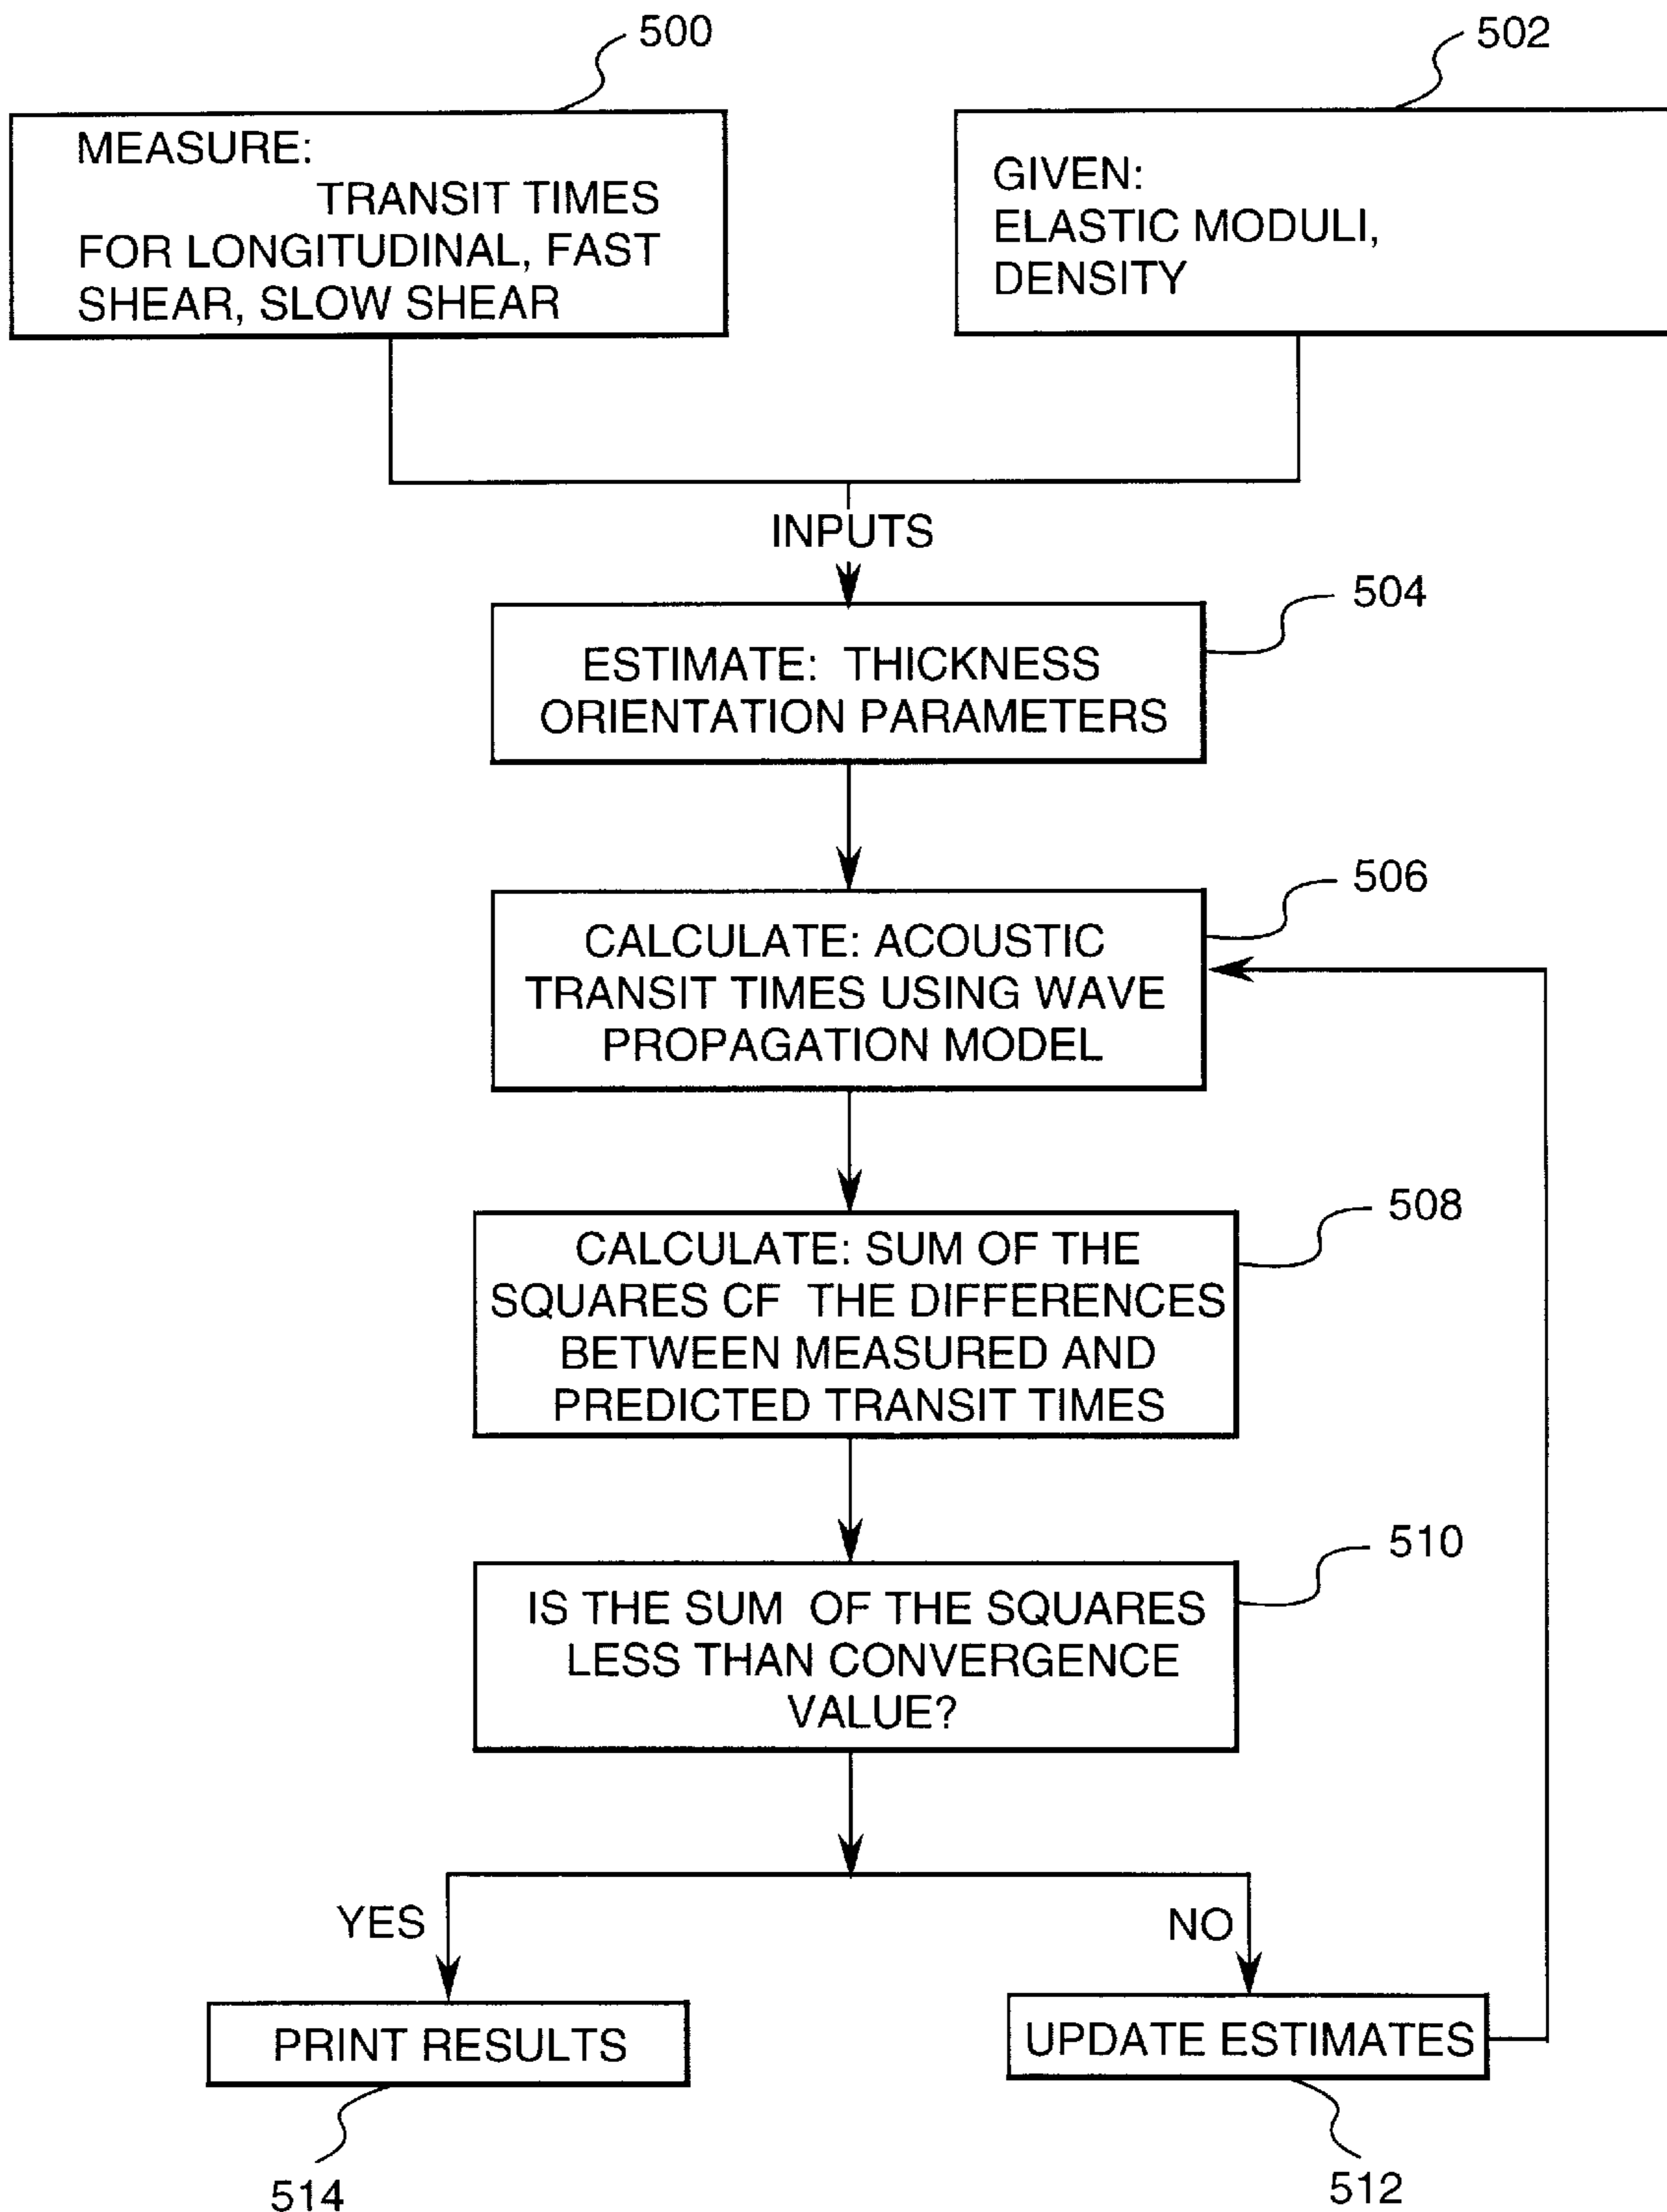 500
502
MEASURE:
TRANSIT TIMES
FOR LONGITUDINAL, FAST
SHEAR, SLOW SHEAR
GIVEN:
ELASTIC MODULI,
DENSITY
INPUTS
504
ESTIMATE: THICKNESS
ORIENTATION PARAMETERS
506
CALCULATE: ACOUSTIC
TRANSIT TIMES USING WAVE
PROPAGATION MODEL
508
CALCULATE: SUM OF THE
SQUARES CF THE DIFFERENCES
BETWEEN MEASURED AND
PREDICTED TRANSIT TIMES
510
IS THE SUM OF THE SQUARES
LESS THAN CONVERGENCE
VALUE?
YES
NO
PRINT RESULTS
UPDATE ESTIMATES
514
512